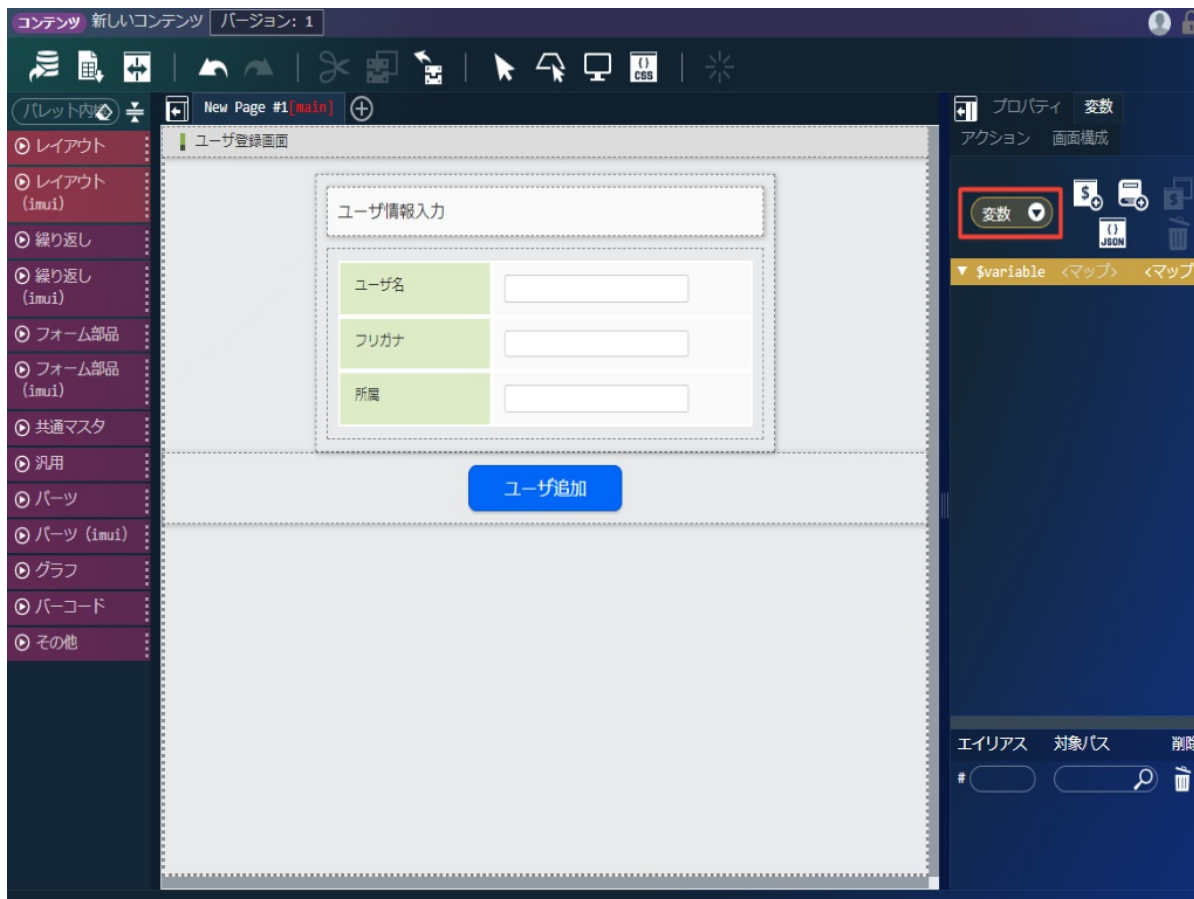 コンテンツ 新しいコンテンツ バージョン: 1
{} CSS
パレット内検
New Page #1[main]
プロパティ 変数
アクション 画面構成
レイアウト
レイアウト
(imui)
繰り返し
繰り返し
(imui)
フォーム部品
フォーム部品
(imui)
共通マスタ
汎用
パーツ
パーツ (imui)
グラフ
バーコード
その他
ユーザ登録画面
ユーザ情報入力
ユーザ名
フリガナ
所属
ユーザ追加
変数
$
$
{} JSON
▼ $variable <マップ> <マップ
エイリアス 対象パス 削除
#